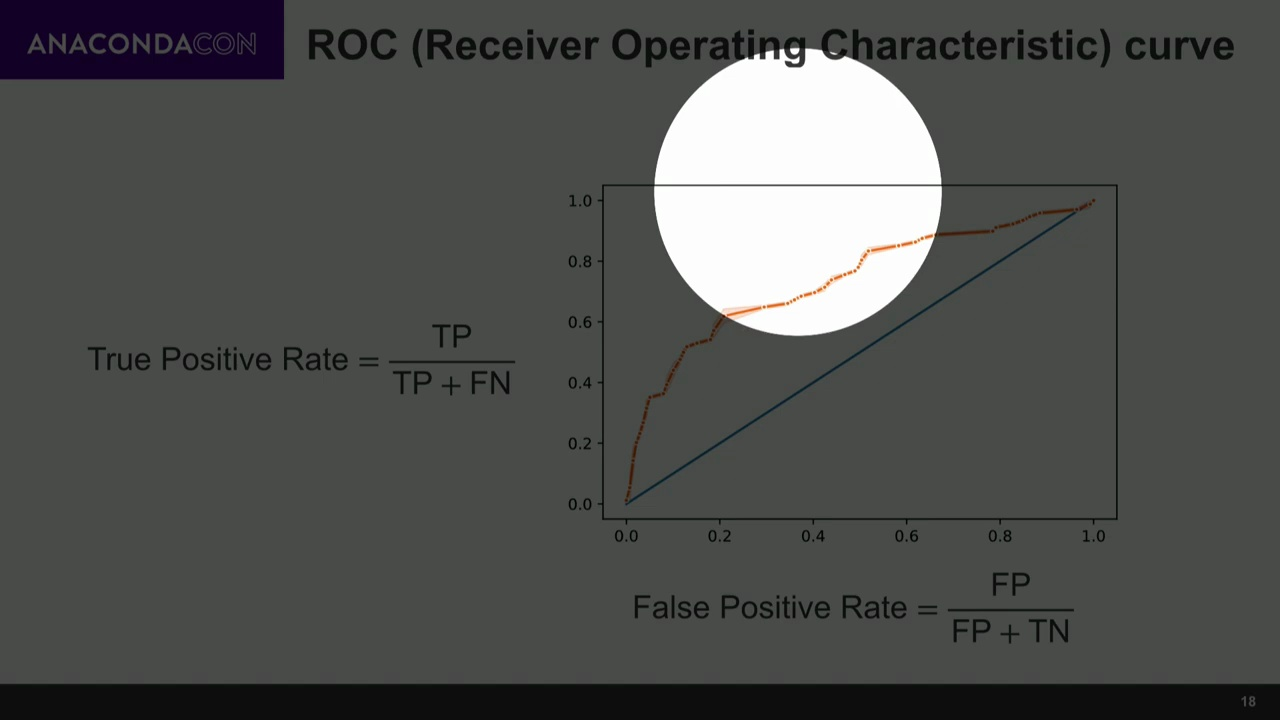 ANACONDACON
ROC (Receiver Operating Characteristic) curve
True Positive Rate = TP / TP + FN
1.0
0.8
0.6
0.4
0.2
0.0
0.0 0.2 0.4 0.6 0.8 1.0
False Positive Rate = FP / FP + TN
18